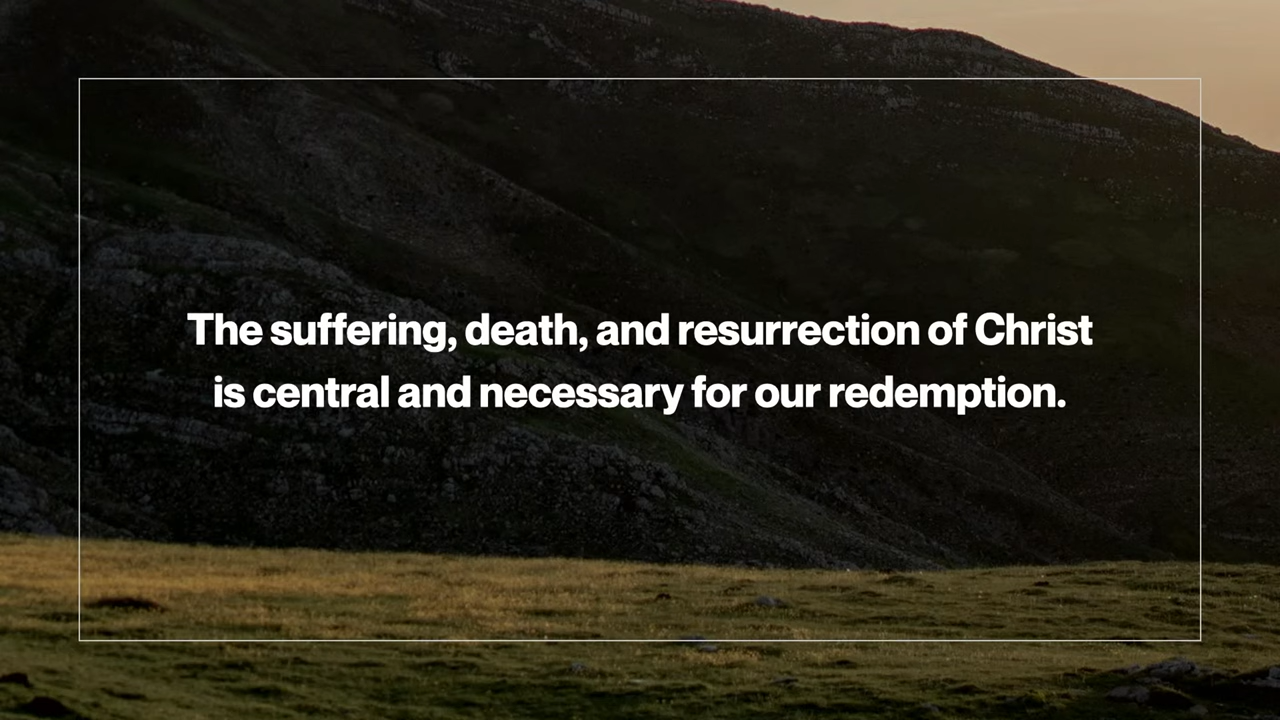 The suffering, death, and resurrection of Christ
is central and necessary for our redemption.